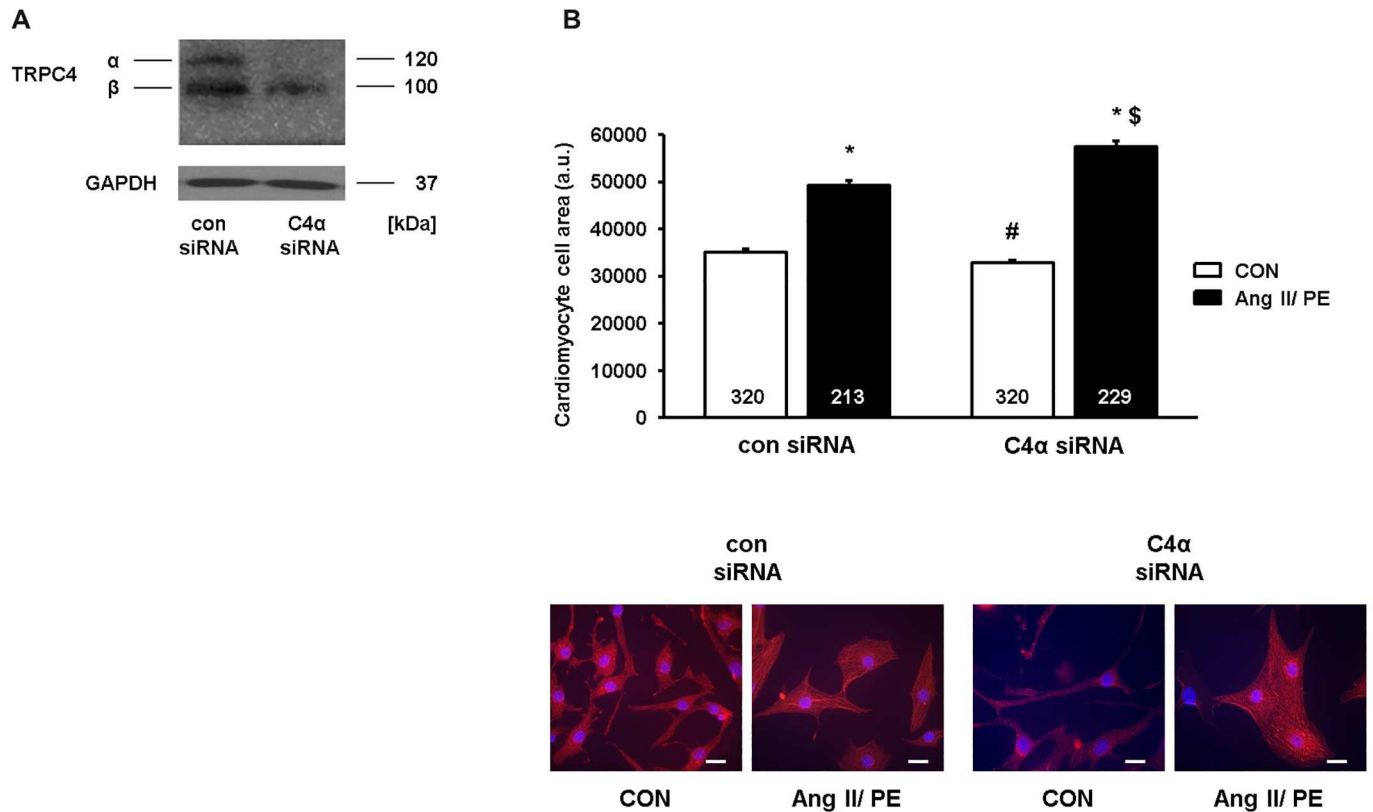 A
TRPC4
α
β
120
100
GAPDH
37
con
siRNA
C4α
siRNA
[kDa]
B
Cardiomyocyte cell area (a.u.)
60000
50000
40000
30000
20000
10000
0
*
#
* $
320
213
320
229
con siRNA
C4α siRNA
CON
Ang II/ PE
con
siRNA
C4α
siRNA
CON
Ang II/ PE
CON
Ang II/ PE